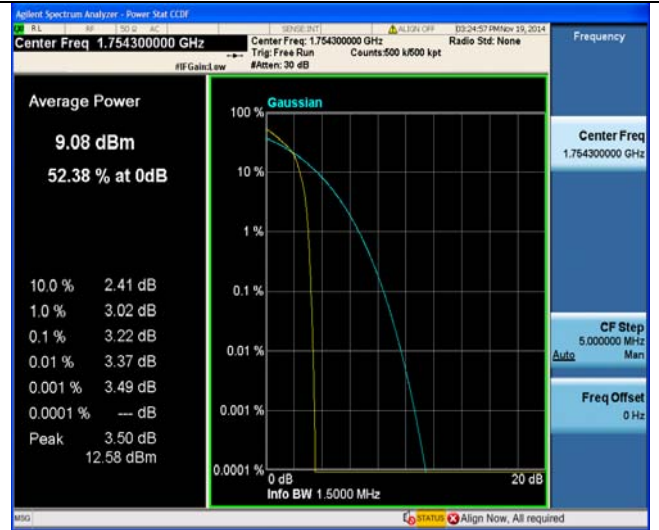 Agilent Spectrum Analyzer - Power Stat CCDF
RL RF 50 Ω AC SENSE:INT ALIGN OFF 03:24:57 PM Nov 19, 2014
Center Freq 1.754300000 GHz
Center Freq: 1.754300000 GHz Radio Std: None
Trig: Free Run Counts:500 k/500 kpt
#IFGain:Low #Atten: 30 dB
Frequency
Average Power
9.08 dBm
52.38 % at 0dB
10.0 % 2.41 dB
1.0 % 3.02 dB
0.1 % 3.22 dB
0.01 % 3.37 dB
0.001 % 3.49 dB
0.0001 % --- dB
Peak 3.50 dB
12.58 dBm
Gaussian
100 %
10 %
1 %
0.1 %
0.01 %
0.001 %
0.0001 %
0 dB 20 dB
Info BW 1.5000 MHz
Center Freq
1.754300000 GHz
CF Step
5.000000 MHz
Auto Man
Freq Offset
0 Hz
MSG STATUS Align Now, All required